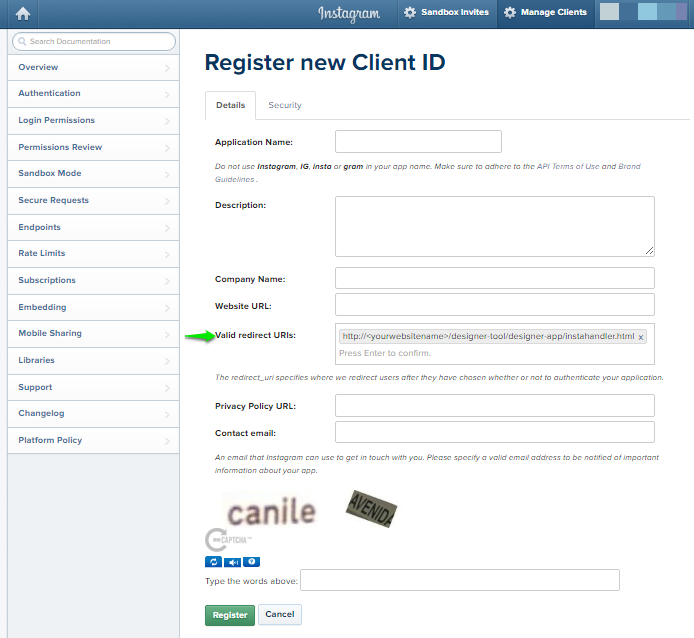 Instagram
Sandbox Invites
Manage Clients
Search Documentation
Overview
Authentication
Login Permissions
Permissions Review
Sandbox Mode
Secure Requests
Endpoints
Rate Limits
Subscriptions
Embedding
Mobile Sharing
Libraries
Support
Changelog
Platform Policy
Register new Client ID
Details
Security
Application Name:
Do not use Instagram, IG, insta or gram in your app name. Make sure to adhere to the API Terms of Use and Brand
Guidelines .
Description:
Company Name:
Website URL:
Valid redirect URIs:
http://<yourwebsitename>/designer-tool/designer-app/instahandler.html x
Press Enter to confirm.
The redirect_uri specifies where we redirect users after they have chosen whether or not to authenticate your application.
Privacy Policy URL:
Contact email:
An email that Instagram can use to get in touch with you. Please specify a valid email address to be notified of important
information about your app.
canile
AVENIDA
reCAPTCHA™
Type the words above:
Register
Cancel